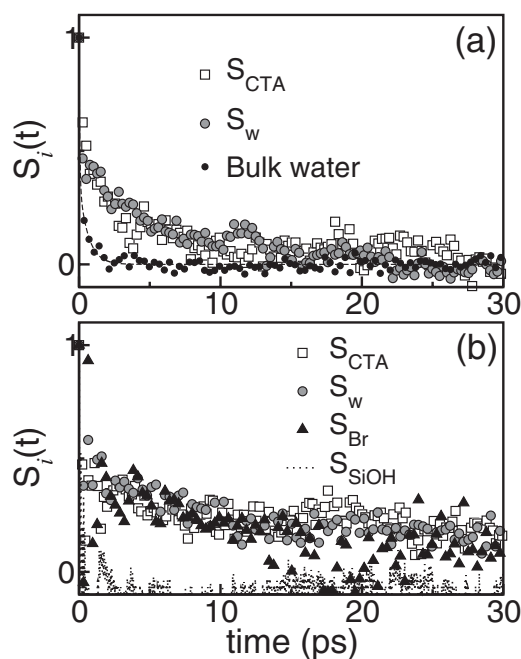 (a)
1
S_CTA
S_w
Bulk water
S_i(t)
0
0 10 20 30
(b)
1
S_CTA
S_w
S_Br
S_SiOH
S_i(t)
0
0 10 20 30
time (ps)